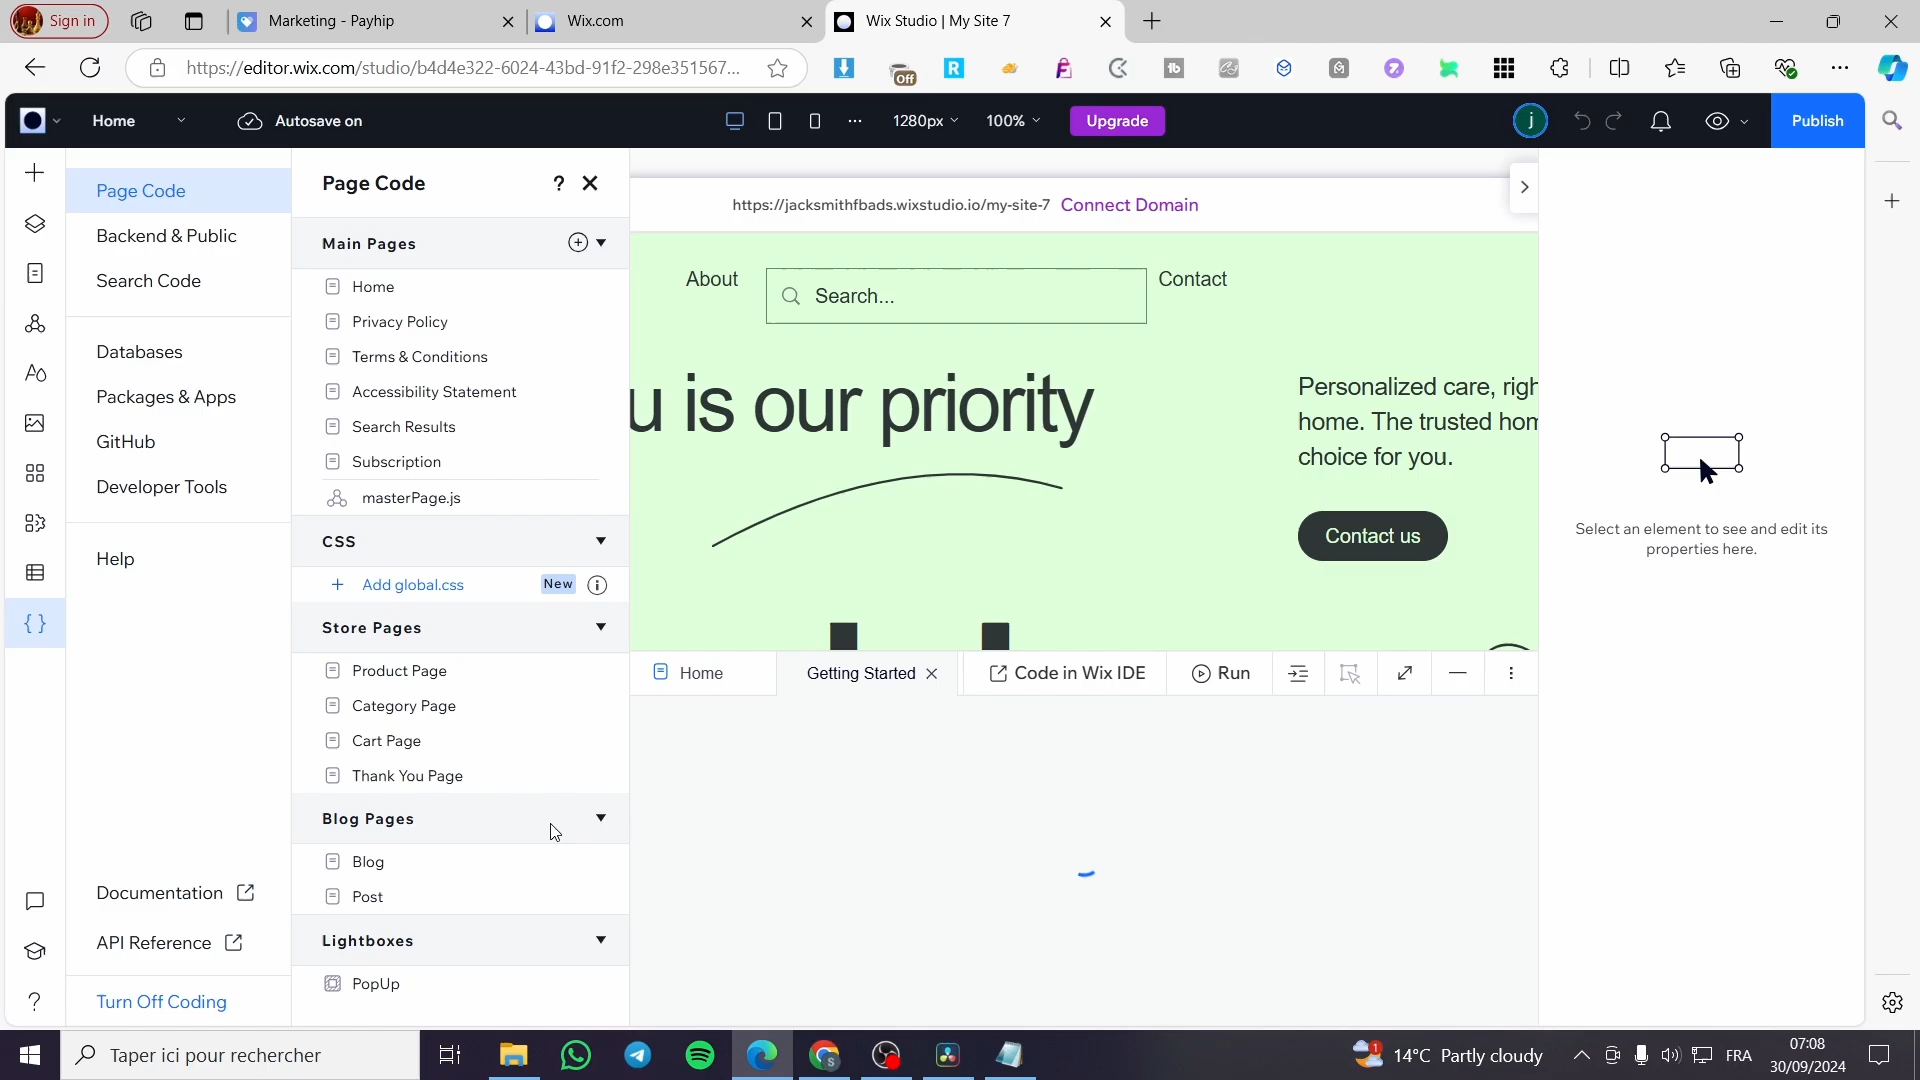 Sign in
Marketing - Payhip
Wix.com
Wix Studio | My Site 7
https://editor.wix.com/studio/b4d4e322-6024-43bd-91f2-298e351567...
Off
Home
Autosave on
1280px
100%
Upgrade
j
Publish
Page Code
Backend & Public
Search Code
Databases
Packages & Apps
GitHub
Developer Tools
Help
Documentation
API Reference
Turn Off Coding
Page Code
?
Main Pages
Home
Privacy Policy
Terms & Conditions
Accessibility Statement
Search Results
Subscription
masterPage.js
CSS
+ Add global.css
New
Store Pages
Product Page
Category Page
Cart Page
Thank You Page
Blog Pages
Blog
Post
Lightboxes
PopUp
https://jacksmithfbads.wixstudio.io/my-site-7 Connect Domain
About
Search...
Contact
u is our priority
Personalized care, righ
home. The trusted hom
choice for you.
Contact us
Home
Getting Started
Code in Wix IDE
Run
Select an element to see and edit its
properties here.
Taper ici pour rechercher
14°C Partly cloudy
FRA
07:08
30/09/2024